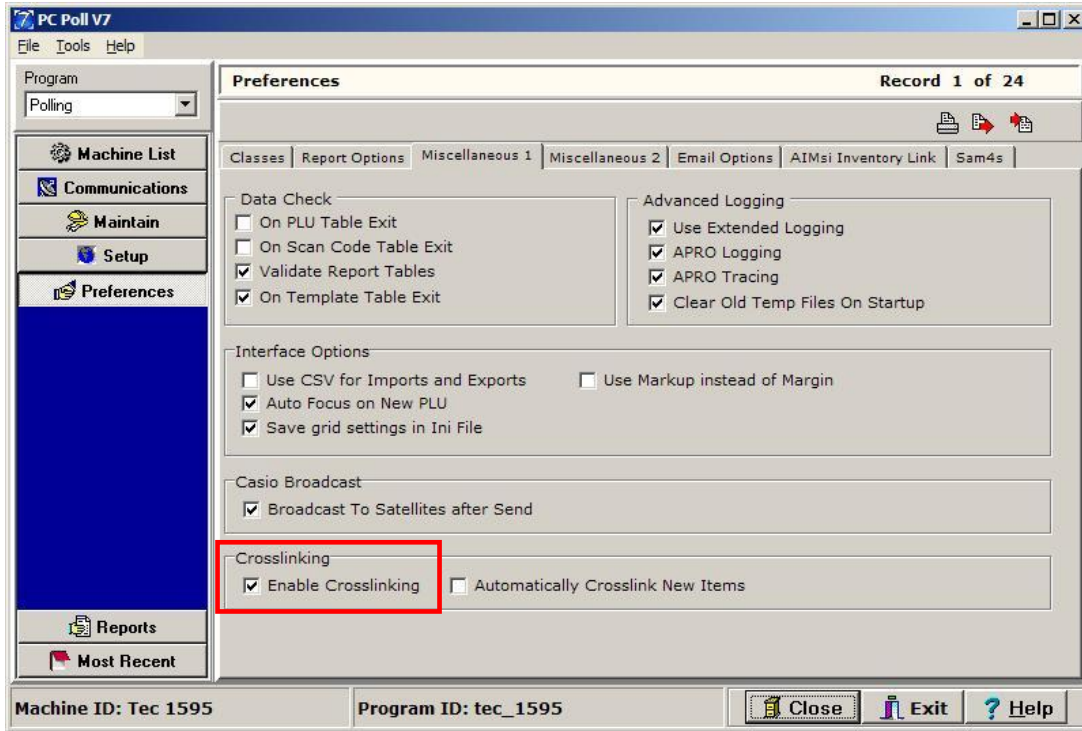 PC Poll V7
File Tools Help
Program
Polling
Machine List
Communications
Maintain
Setup
Preferences
Reports
Most Recent
Preferences Record 1 of 24
Classes Report Options Miscellaneous 1 Miscellaneous 2 Email Options AIMsi Inventory Link Sam4s
Data Check
On PLU Table Exit
On Scan Code Table Exit
Validate Report Tables
On Template Table Exit
Advanced Logging
Use Extended Logging
APRO Logging
APRO Tracing
Clear Old Temp Files On Startup
Interface Options
Use CSV for Imports and Exports Use Markup instead of Margin
Auto Focus on New PLU
Save grid settings in Ini File
Casio Broadcast
Broadcast To Satellites after Send
Crosslinking
Enable Crosslinking Automatically Crosslink New Items
Machine ID: Tec 1595 Program ID: tec_1595 Close Exit Help